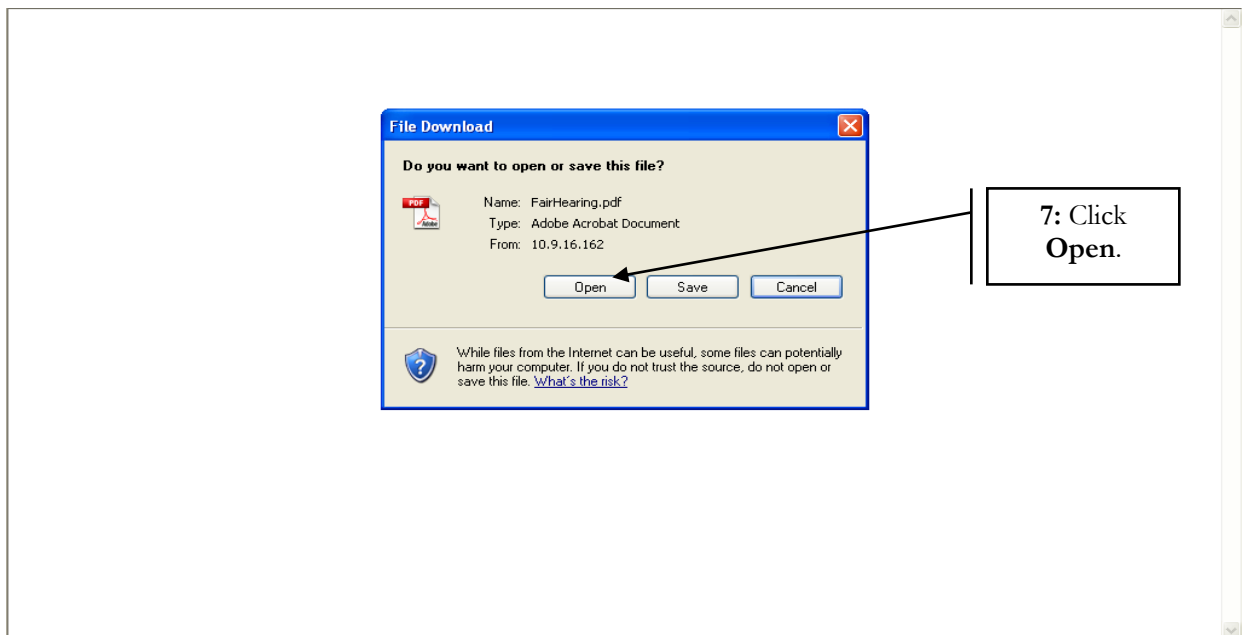 File Download
Do you want to open or save this file?
PDF
Adobe
Name: FairHearing.pdf
Type: Adobe Acrobat Document
From: 10.9.16.162
Open Save Cancel
7: Click
Open.
While files from the Internet can be useful, some files can potentially
harm your computer. If you do not trust the source, do not open or
save this file. What's the risk?